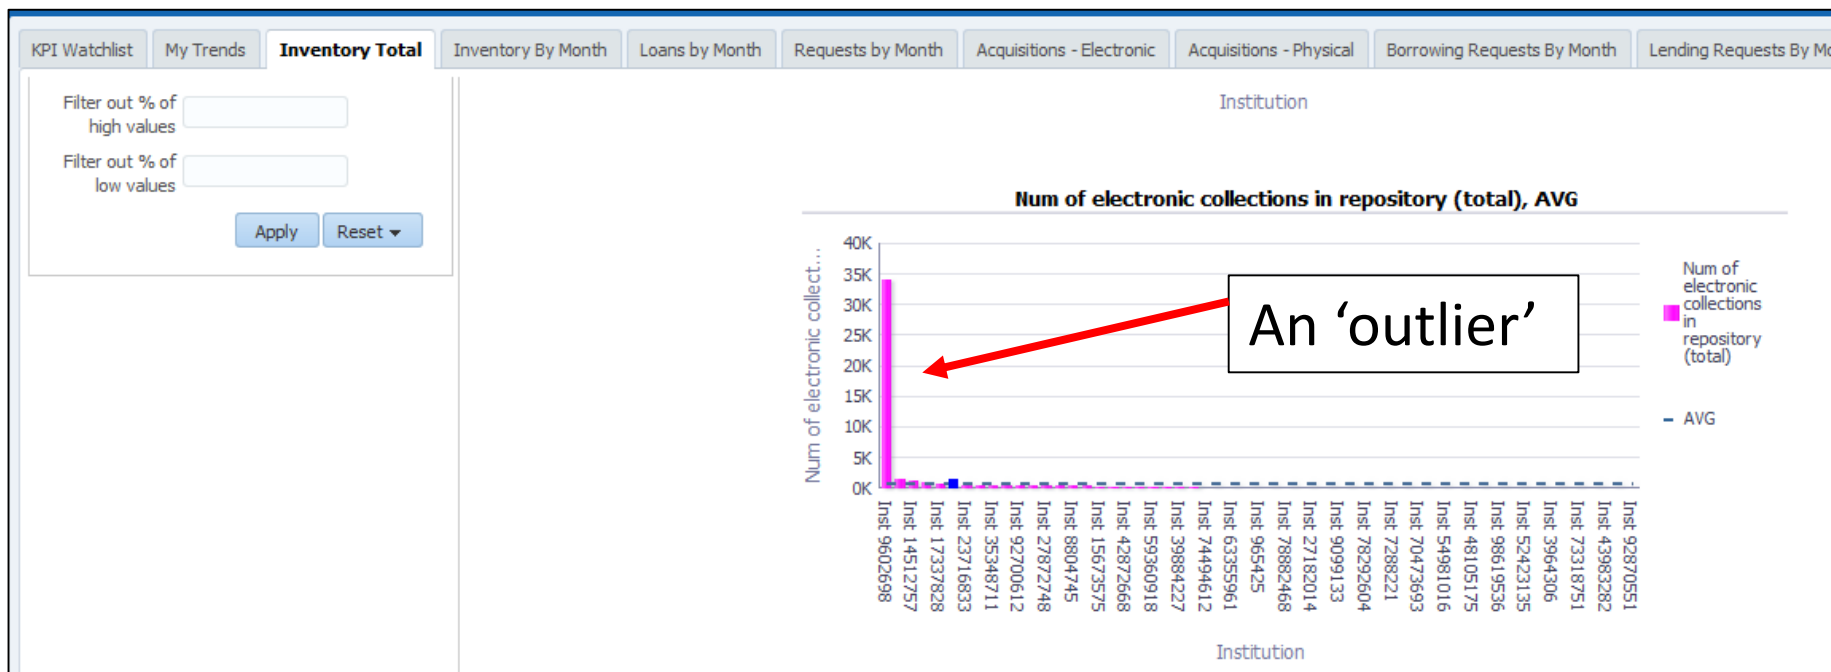 KPI Watchlist
My Trends
Inventory Total
Inventory By Month
Loans by Month
Requests by Month
Acquisitions - Electronic
Acquisitions - Physical
Borrowing Requests By Month
Lending Requests By Mo
Filter out % of
high values
Filter out % of
low values
Apply
Reset
Institution
Num of electronic collections in repository (total), AVG
Num of electronic collect...
40K
35K
30K
25K
20K
15K
10K
5K
0K
An ‘outlier’
Num of
electronic
collections
in
repository
(total)
AVG
Inst 9602698
Inst 14512757
Inst 17337828
Inst 23716833
Inst 35348711
Inst 92700612
Inst 27872748
Inst 8804745
Inst 15673575
Inst 42872668
Inst 59360918
Inst 39884227
Inst 74494612
Inst 63355961
Inst 965425
Inst 78882468
Inst 27182014
Inst 9099133
Inst 78292604
Inst 7288221
Inst 70473693
Inst 54981016
Inst 48105175
Inst 98619536
Inst 52423135
Inst 3964306
Inst 73318751
Inst 43983282
Inst 92870551
Institution